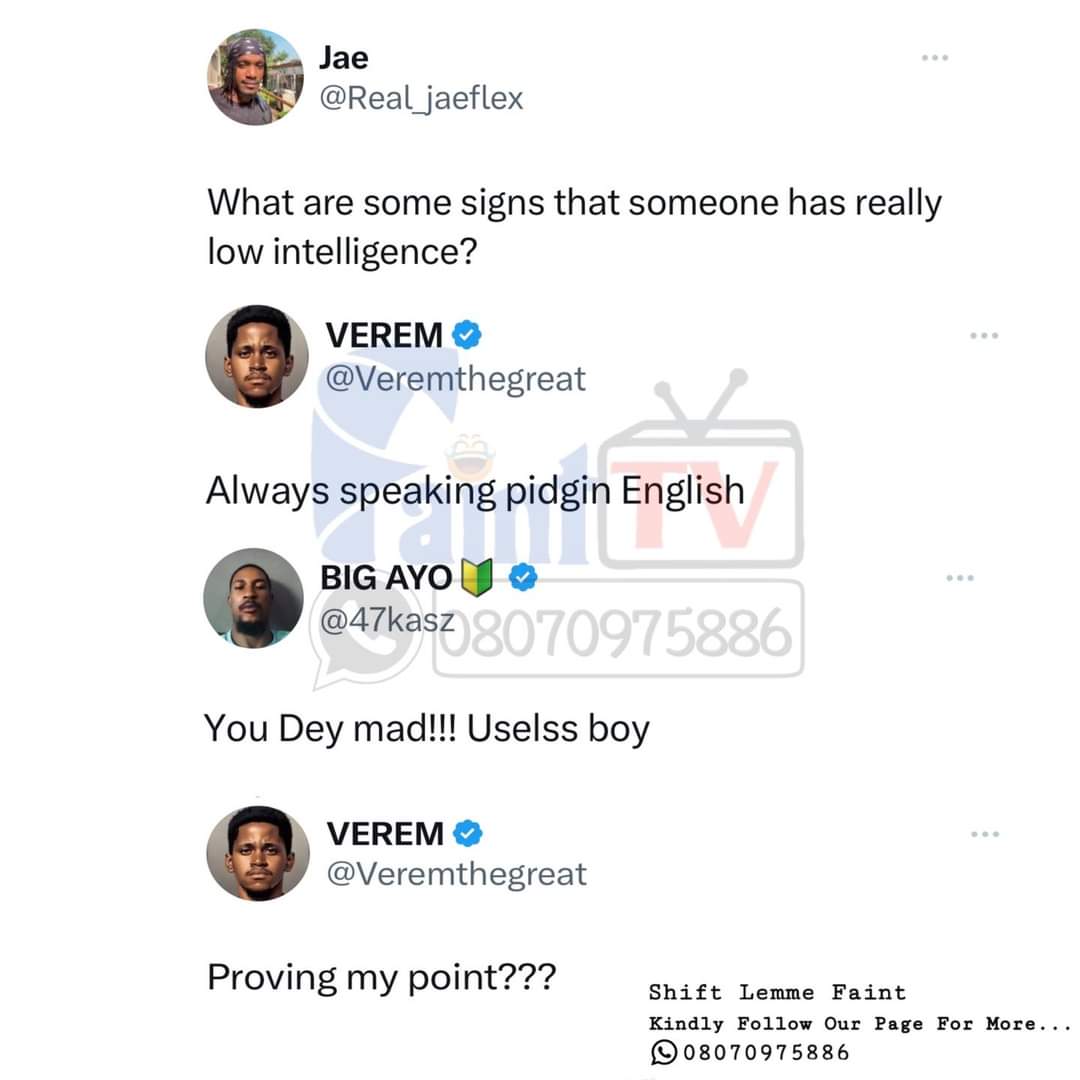 Jae
@Real_jaeflex
What are some signs that someone has really
low intelligence?
VEREM
@Veremthegreat
Always speaking pidgin English
Faint TV
BIG AYO
@47kasz
08070975886
You Dey mad!!! Uselss boy
VEREM
@Veremthegreat
Proving my point???
Shift Lemme Faint
Kindly Follow Our Page For More...
08070975886